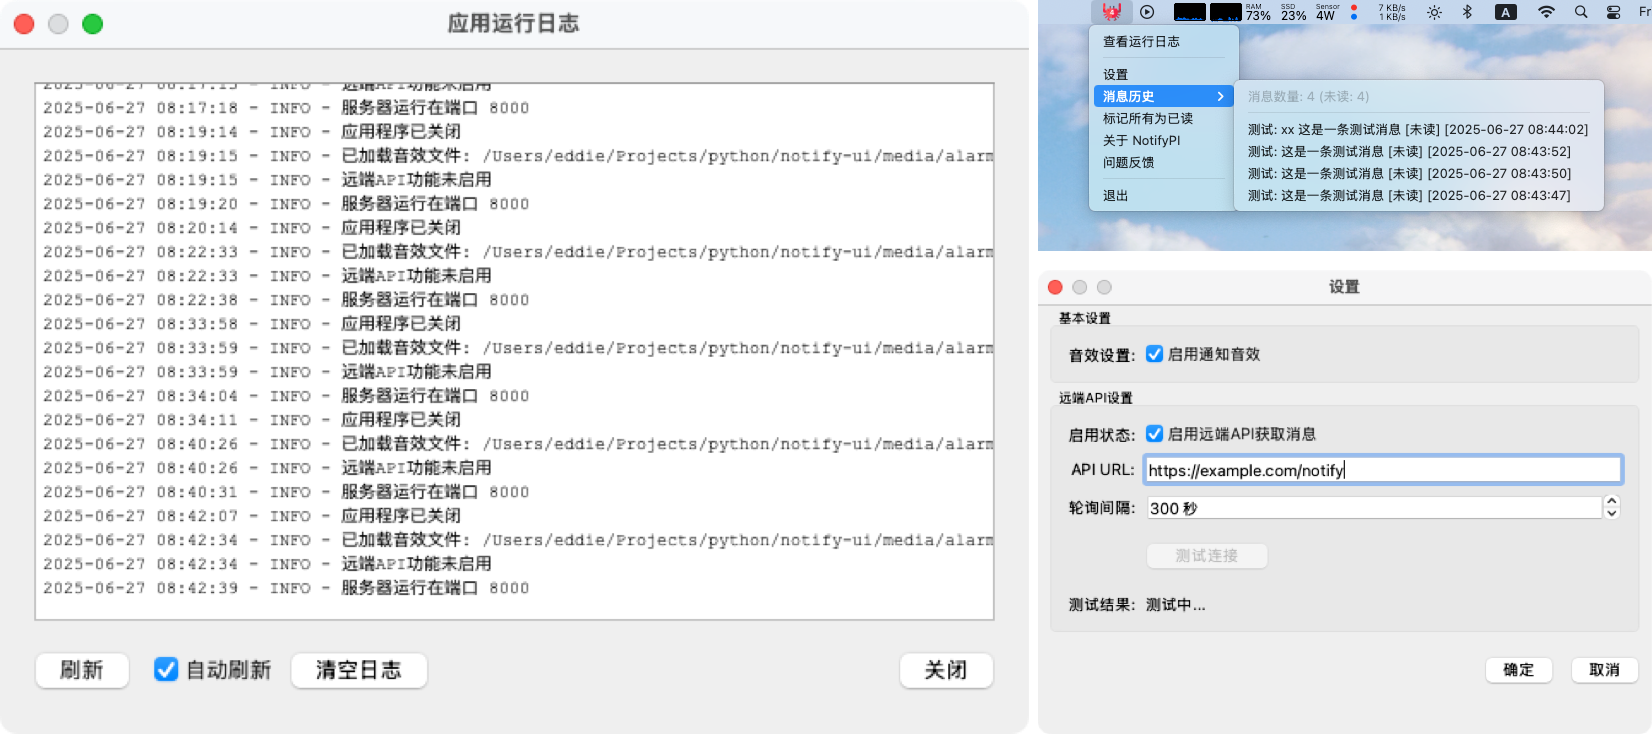 应用运行日志
2025-06-27 08:17:13 - INFO - 远端API功能未启用
2025-06-27 08:17:18 - INFO - 服务器运行在端口 8000
2025-06-27 08:19:14 - INFO - 应用程序已关闭
2025-06-27 08:19:15 - INFO - 已加载音效文件: /Users/eddie/Projects/python/notify-ui/media/alarm
2025-06-27 08:19:15 - INFO - 远端API功能未启用
2025-06-27 08:19:20 - INFO - 服务器运行在端口 8000
2025-06-27 08:20:14 - INFO - 应用程序已关闭
2025-06-27 08:22:33 - INFO - 已加载音效文件: /Users/eddie/Projects/python/notify-ui/media/alarm
2025-06-27 08:22:33 - INFO - 远端API功能未启用
2025-06-27 08:22:38 - INFO - 服务器运行在端口 8000
2025-06-27 08:33:58 - INFO - 应用程序已关闭
2025-06-27 08:33:59 - INFO - 已加载音效文件: /Users/eddie/Projects/python/notify-ui/media/alarm
2025-06-27 08:33:59 - INFO - 远端API功能未启用
2025-06-27 08:34:04 - INFO - 服务器运行在端口 8000
2025-06-27 08:34:11 - INFO - 应用程序已关闭
2025-06-27 08:40:26 - INFO - 已加载音效文件: /Users/eddie/Projects/python/notify-ui/media/alarm
2025-06-27 08:40:26 - INFO - 远端API功能未启用
2025-06-27 08:40:31 - INFO - 服务器运行在端口 8000
2025-06-27 08:42:07 - INFO - 应用程序已关闭
2025-06-27 08:42:34 - INFO - 已加载音效文件: /Users/eddie/Projects/python/notify-ui/media/alarm
2025-06-27 08:42:34 - INFO - 远端API功能未启用
2025-06-27 08:42:39 - INFO - 服务器运行在端口 8000
刷新 自动刷新 清空日志 关闭
RAM SSD Sensor 7 KB/s
73% 23% 4W 1 KB/s A Fr
查看运行日志
设置
消息历史
标记所有为已读
关于 NotifyPI
问题反馈
退出
消息数量: 4 (未读: 4)
测试: xx 这是一条测试消息 [未读] [2025-06-27 08:44:02]
测试: 这是一条测试消息 [未读] [2025-06-27 08:43:52]
测试: 这是一条测试消息 [未读] [2025-06-27 08:43:50]
测试: 这是一条测试消息 [未读] [2025-06-27 08:43:47]
设置
基本设置
音效设置: 启用通知音效
远端API设置
启用状态: 启用远端API获取消息
API URL: https://example.com/notify
轮询间隔: 300 秒
测试连接
测试结果: 测试中...
确定 取消